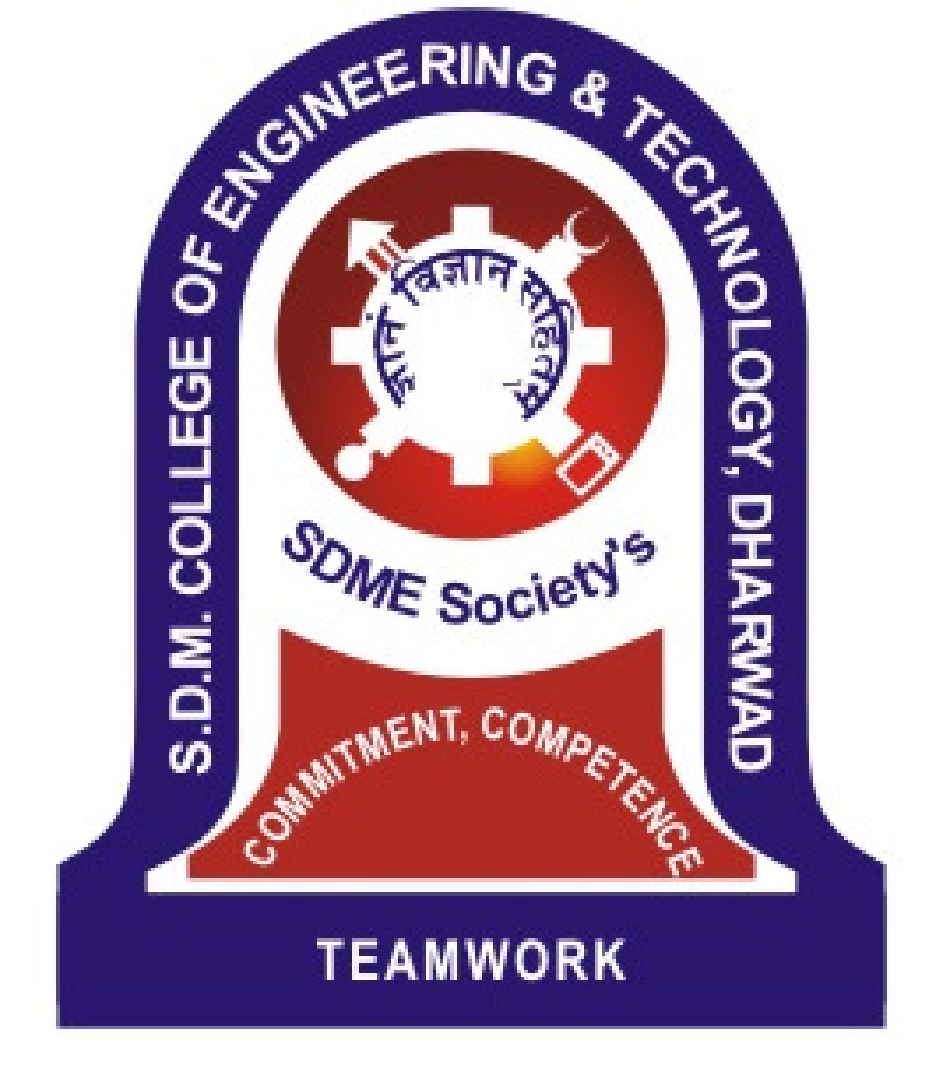 S.D.M. COLLEGE OF ENGINEERING & TECHNOLOGY, DHARWAD
ज्ञानं विज्ञान सहितम्
SDME Society's
COMMITMENT, COMPETENCE
TEAMWORK